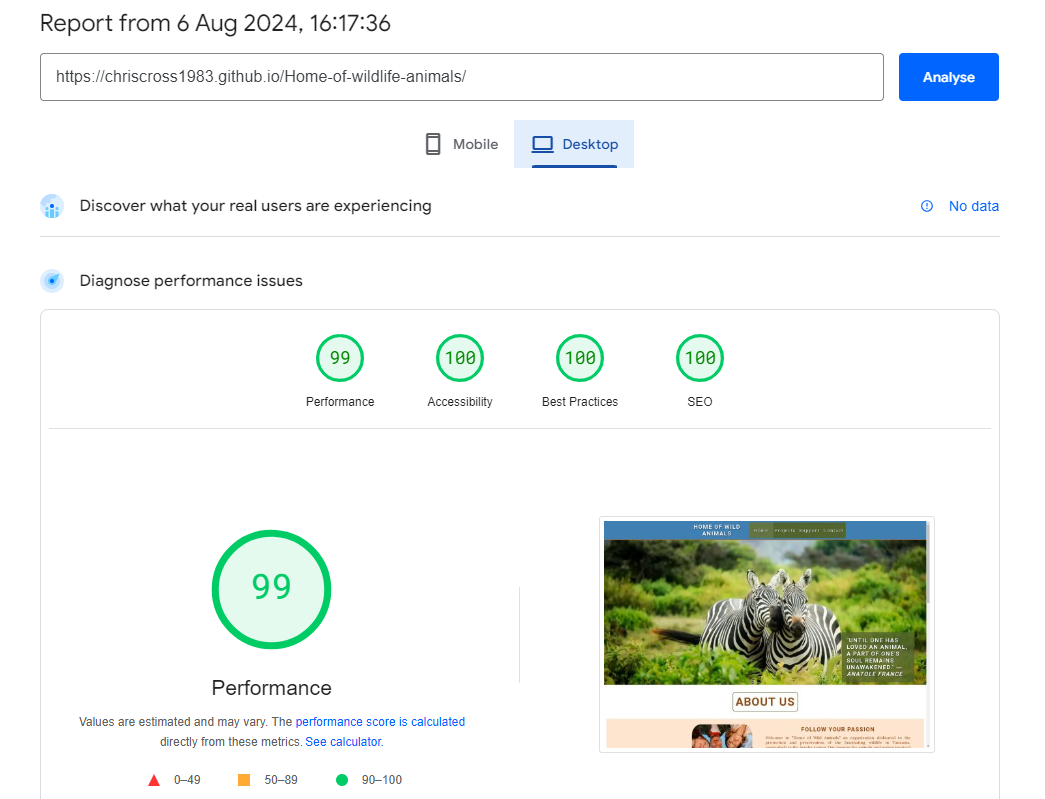 Report from 6 Aug 2024, 16:17:36
https://chriscross1983.github.io/Home-of-wildlife-animals/
Analyse
Mobile
Desktop
Discover what your real users are experiencing
No data
Diagnose performance issues
99
100
100
100
Performance
Accessibility
Best Practices
SEO
99
Performance
Values are estimated and may vary. The performance score is calculated
directly from these metrics. See calculator.
0–49
50–89
90–100
HOME OF WILD
ANIMALS
Home Projects Support Contact
"UNTIL ONE HAS
LOVED AN ANIMAL,
A PART OF ONE'S
SOUL REMAINS
UNAWAKENED." —
ANATOLE FRANCE
ABOUT US
FOLLOW YOUR PASSION
Welcome to "Home of Wild Animals" an organization dedicated to the
promotion and preservation of the fascinating wildlife in Tanzania,